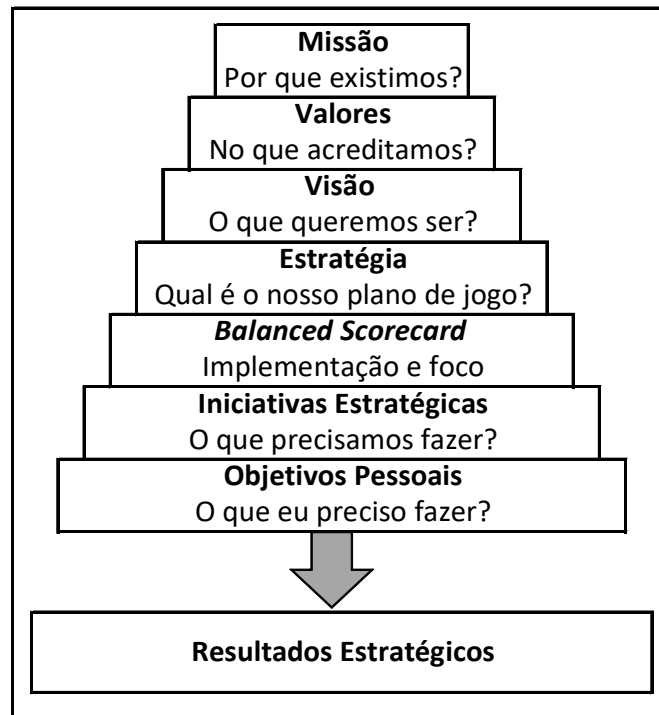 Missão
Por que existimos?
Valores
No que acreditamos?
Visão
O que queremos ser?
Estratégia
Qual é o nosso plano de jogo?
Balanced Scorecard
Implementação e foco
Iniciativas Estratégicas
O que precisamos fazer?
Objetivos Pessoais
O que eu preciso fazer?
Resultados Estratégicos